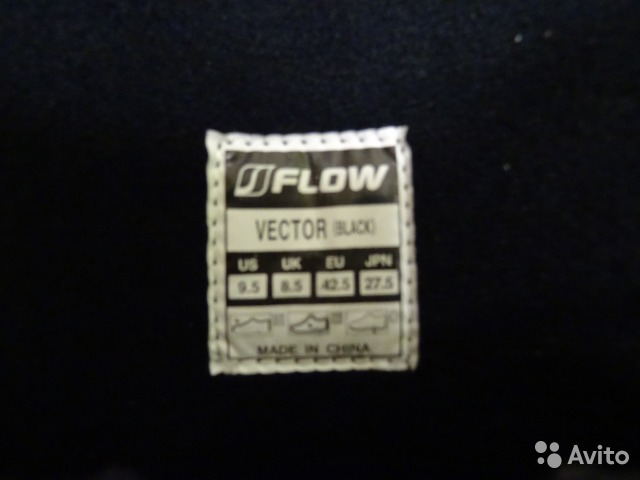 FLOW
VECTOR (BLACK)
US UK EU JPN
9.5 8.5 42.5 27.5
MADE IN CHINA
Avito